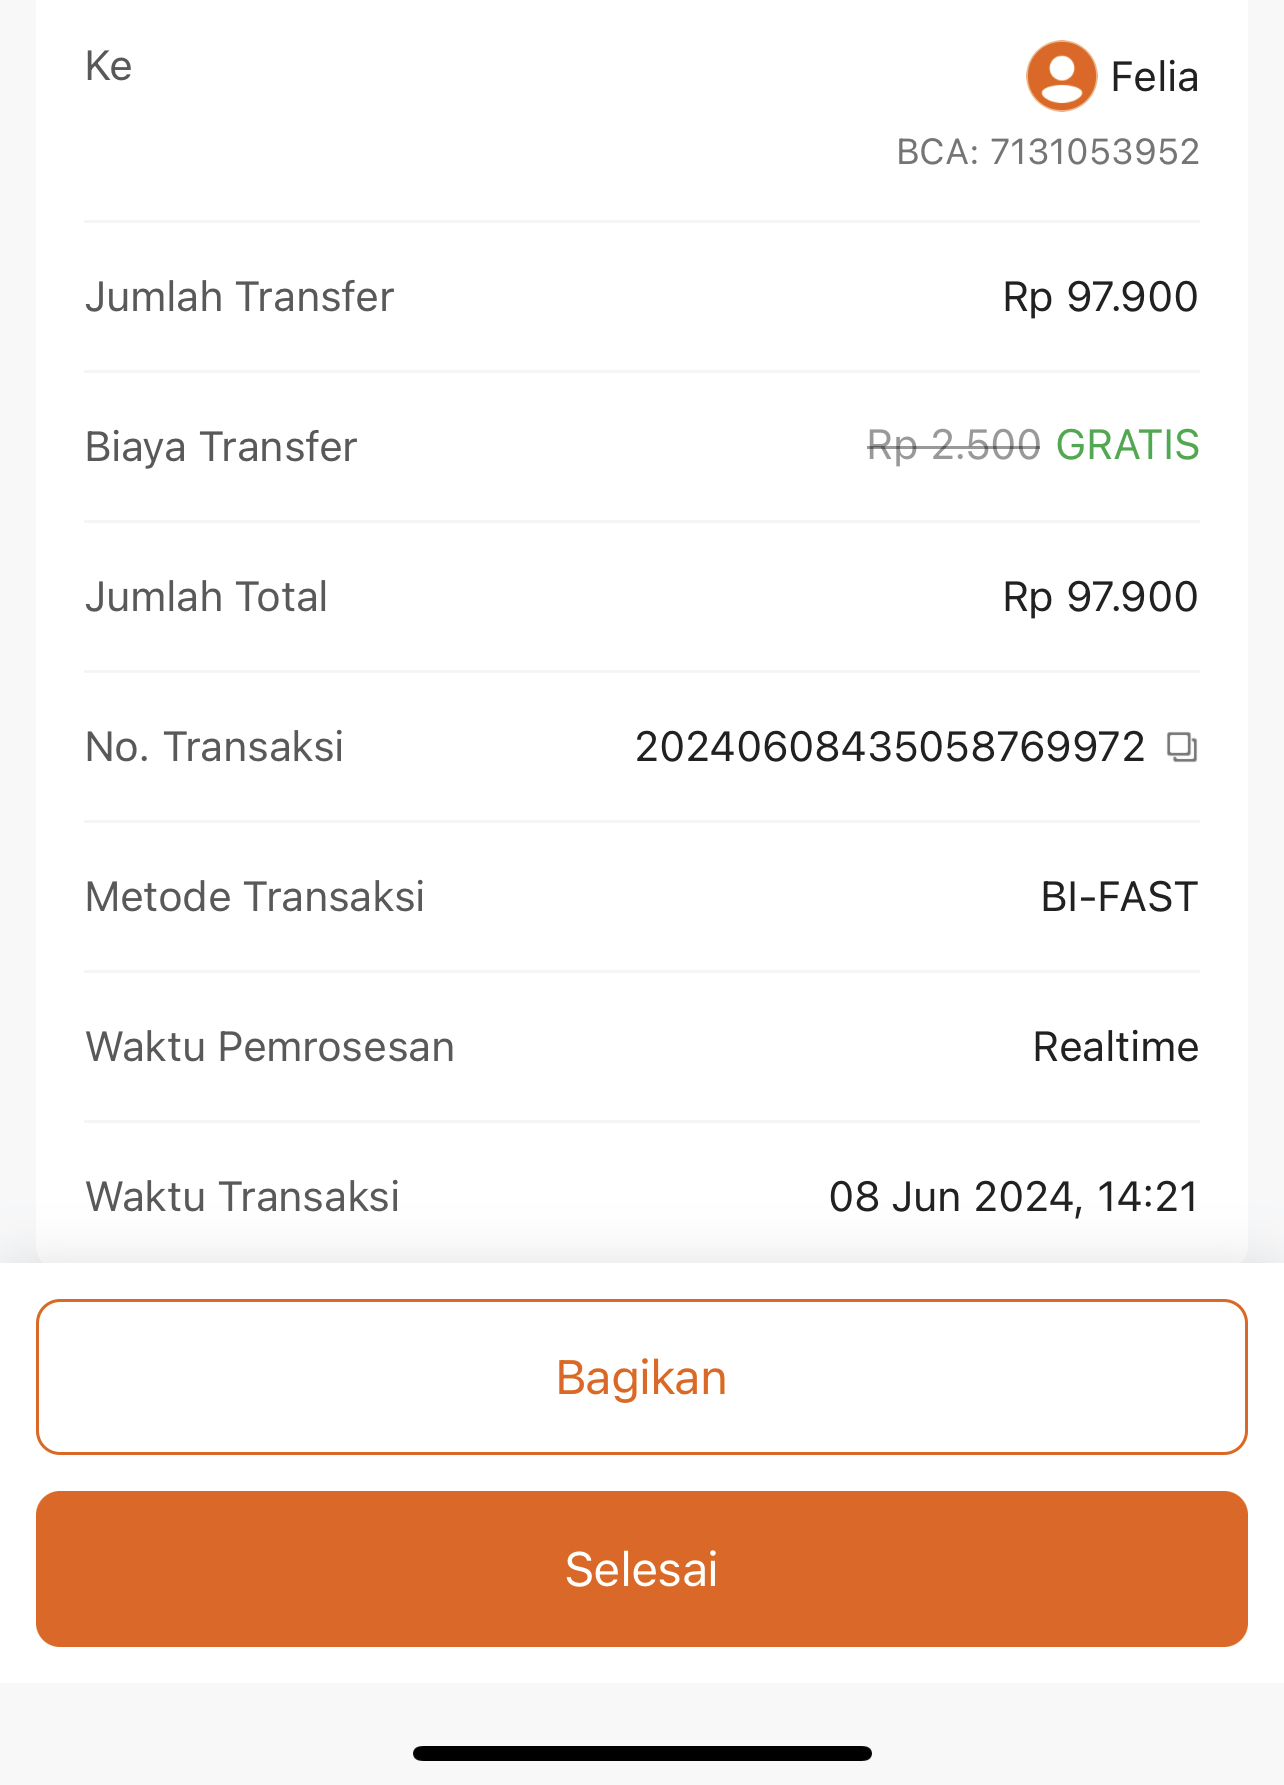 Ke
Felia
BCA: 7131053952
Jumlah Transfer Rp 97.900
Biaya Transfer Rp 2.500 GRATIS
Jumlah Total Rp 97.900
No. Transaksi 20240608435058769972
Metode Transaksi BI-FAST
Waktu Pemrosesan Realtime
Waktu Transaksi 08 Jun 2024, 14:21
Bagikan
Selesai